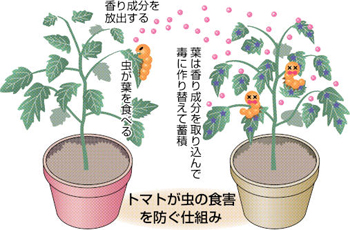 香り成分を
放出する
虫が葉を食べる
葉は香り成分を取り込んで
毒に作り替えて蓄積
トマトが虫の食害
を防ぐ仕組み